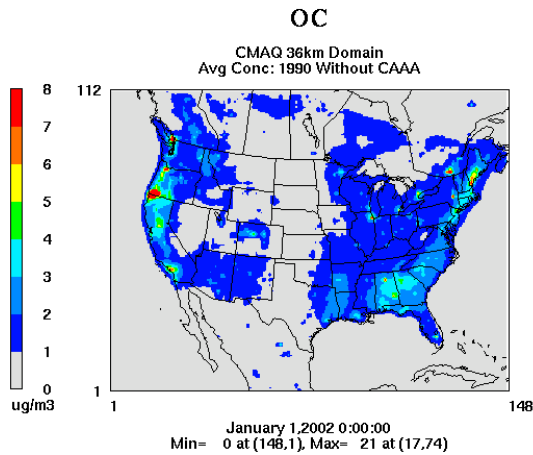 OC
CMAQ 36km Domain
Avg Conc: 1990 Without CAAA
8
7
6
5
4
3
2
1
0
ug/m3
112
1
1
148
January 1,2002 0:00:00
Min= 0 at (148,1), Max= 21 at (17,74)